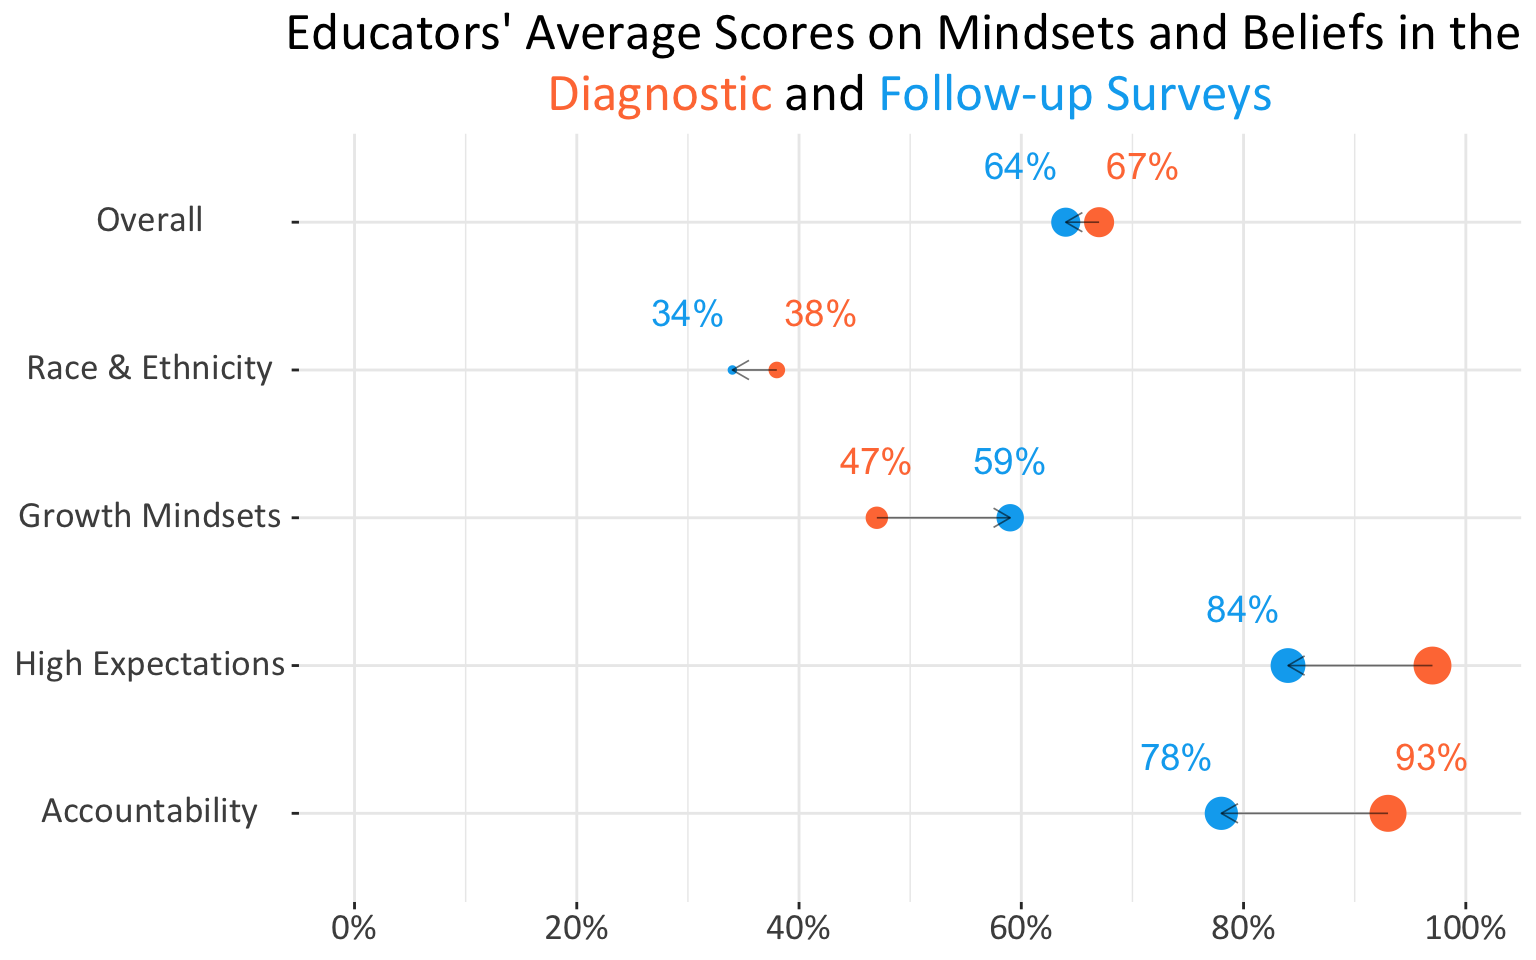 Educators' Average Scores on Mindsets and Beliefs in the
Diagnostic and Follow-up Surveys
64% 67%
Overall
34% 38%
Race & Ethnicity
47% 59%
Growth Mindsets
84%
High Expectations
78% 93%
Accountability
0% 20% 40% 60% 80% 100%